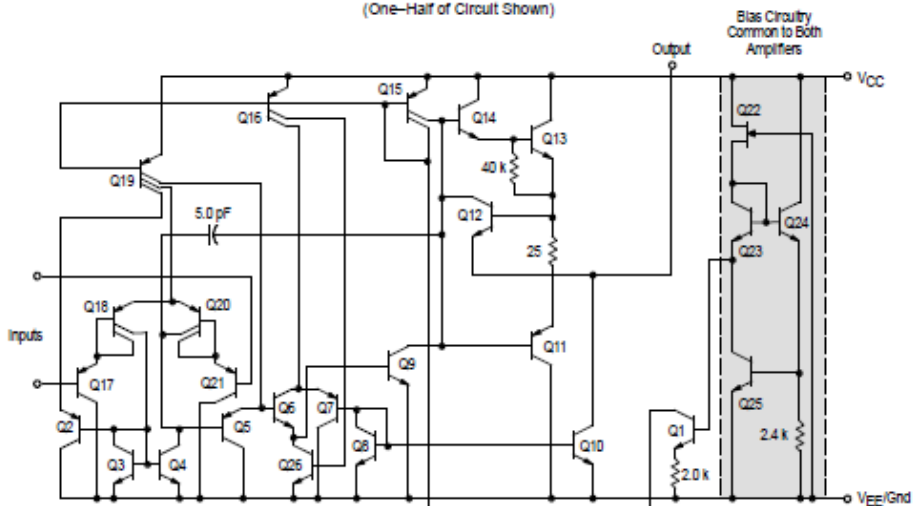 (One–Half of Circuit Shown)
Bias Circuitry
Common to Both
Amplifiers
Output
VCC
Q15
Q22
Q16
Q14
Q13
Q19
40 k
5.0 pF
Q12
Q24
Q23
25
Q18
Q20
Inputs
Q9
Q11
Q17
Q21
Q25
Q2
Q6
Q7
Q5
Q1
Q3
Q4
Q8
Q10
2.4 k
Q26
2.0 k
VEE/Gnd